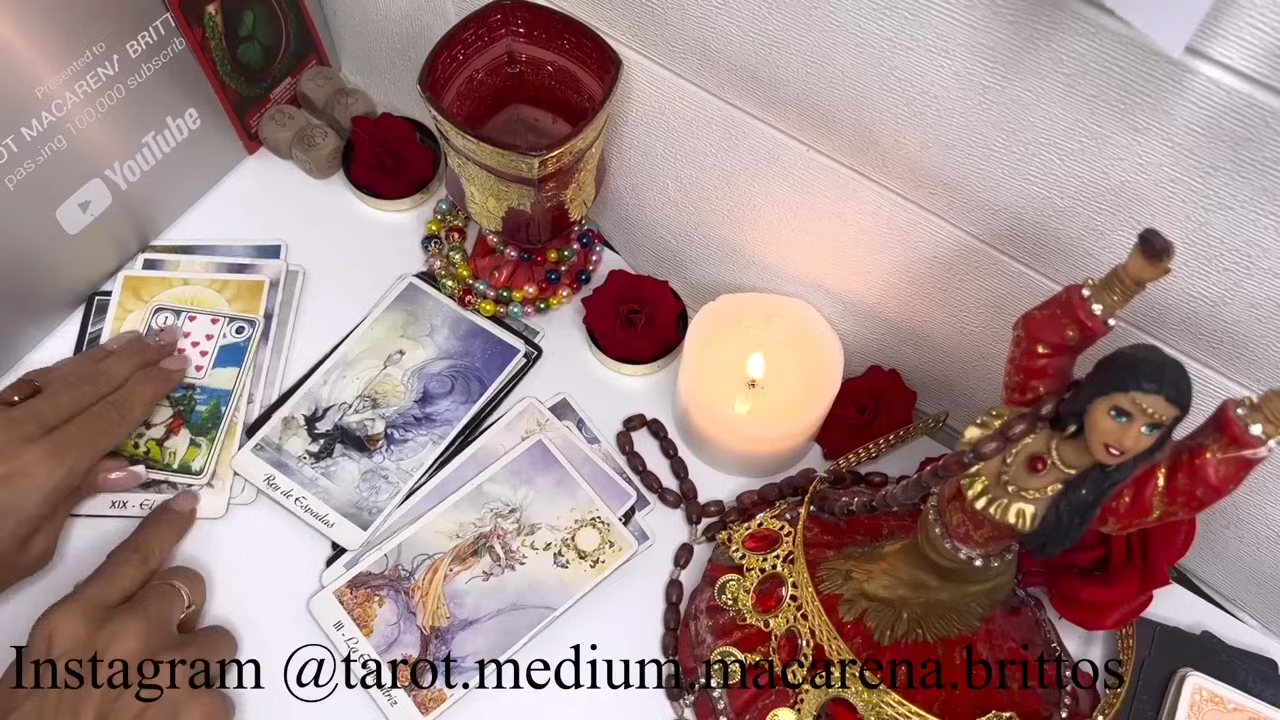 Presented to
OT MACARENA BRITT
passing 100,000 subscrib
YouTube
1
XIX - El
Rey de Espadas
III - La
Instagram @tarot.medium.macarena.brittos